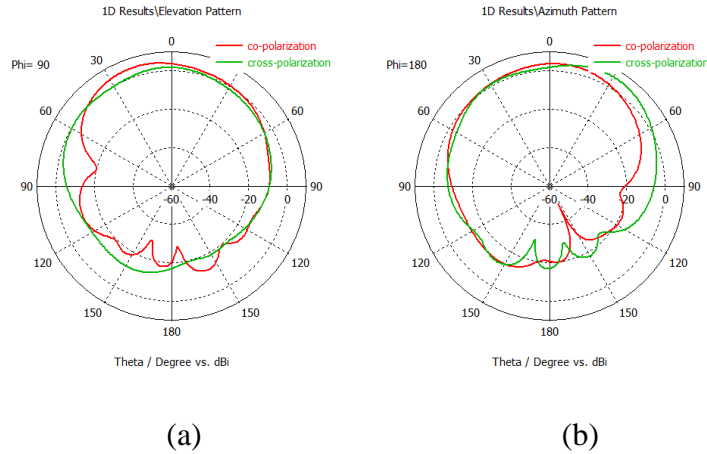 1D Results\Elevation Pattern
0
co-polarization
cross-polarization
Phi= 90
30
30
60
60
90
-60
-40
-20
0
90
120
120
150
150
180
Theta / Degree vs. dBi
(a)
1D Results\Azimuth Pattern
0
co-polarization
cross-polarization
Phi=180
30
30
60
60
90
-60
-40
-20
0
90
120
120
150
150
180
Theta / Degree vs. dBi
(b)